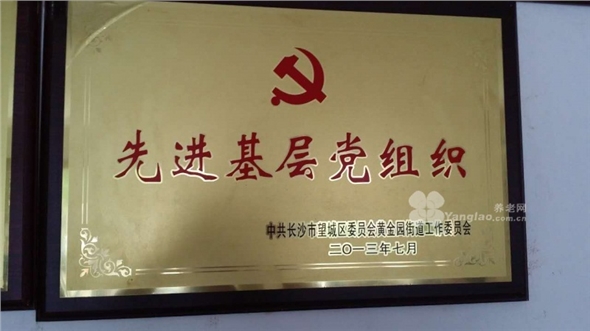 先进基层党组织
养老网
Yanglao.com.cn
中共长沙市望城区委员会黄金园街道工作委员会
二〇一三年七月